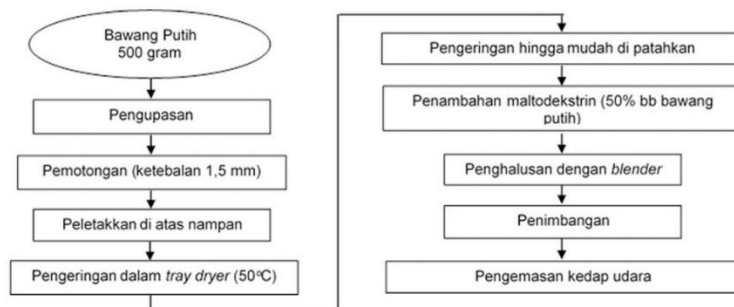 Bawang Putih
500 gram
Pengupasan
Pemotongan (ketebalan 1,5 mm)
Peletakkan di atas nampan
Pengeringan dalam tray dryer (50°C)
Pengeringan hingga mudah di patahkan
Penambahan maltodekstrin (50% bb bawang
putih)
Penghalusan dengan blender
Penimbangan
Pengemasan kedap udara